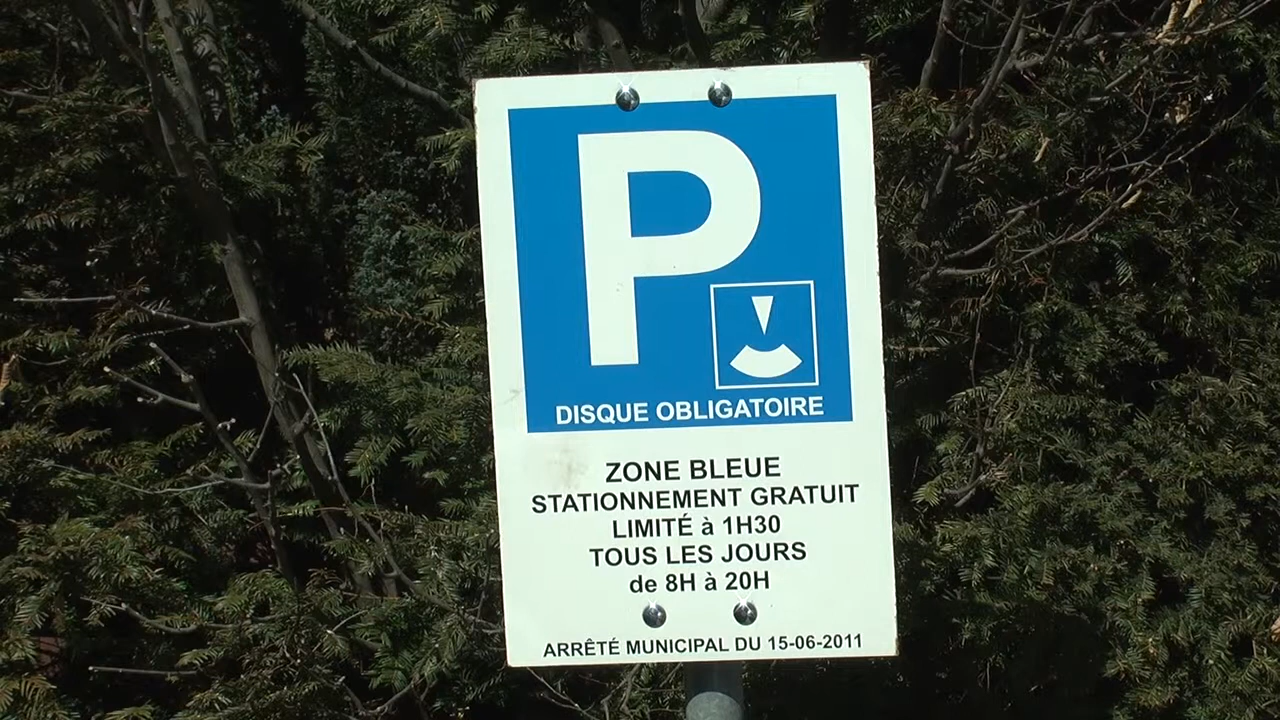 P
DISQUE OBLIGATOIRE
ZONE BLEUE
STATIONNEMENT GRATUIT
LIMITÉ à 1H30
TOUS LES JOURS
de 8H à 20H
ARRÊTÉ MUNICIPAL DU 15-06-2011